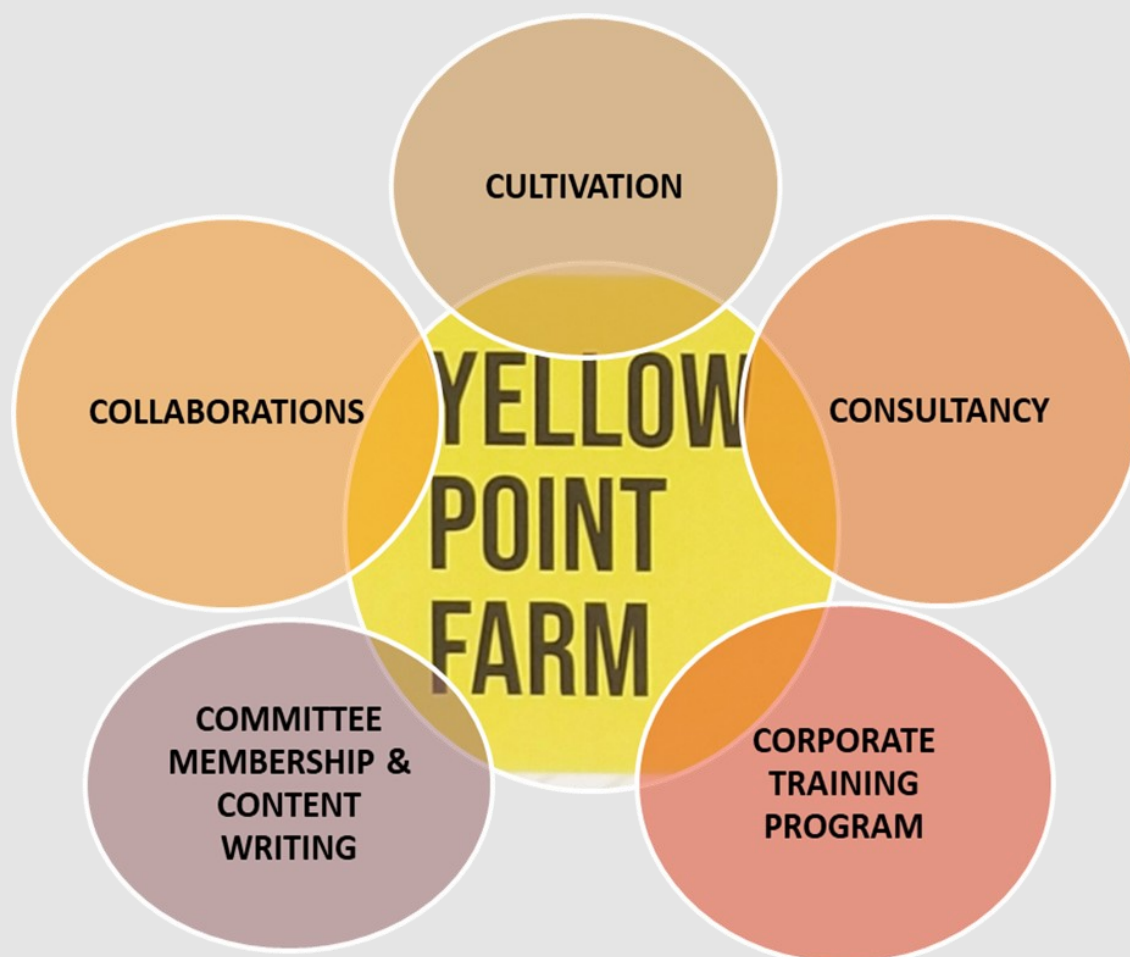 CULTIVATION
COLLABORATIONS
CONSULTANCY
YELLOW
POINT
FARM
COMMITTEE
MEMBERSHIP &
CONTENT
WRITING
CORPORATE
TRAINING
PROGRAM